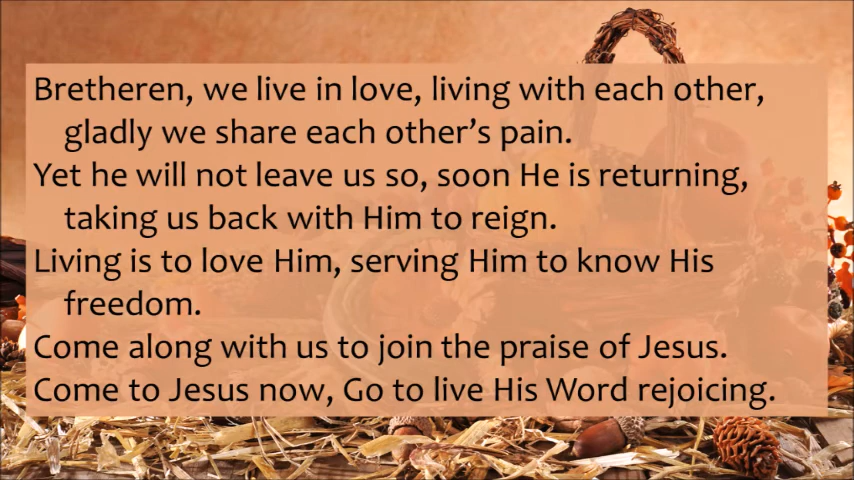 Bretheren, we live in love, living with each other,
gladly we share each other’s pain.
Yet he will not leave us so, soon He is returning,
taking us back with Him to reign.
Living is to love Him, serving Him to know His
freedom.
Come along with us to join the praise of Jesus.
Come to Jesus now, Go to live His Word rejoicing.